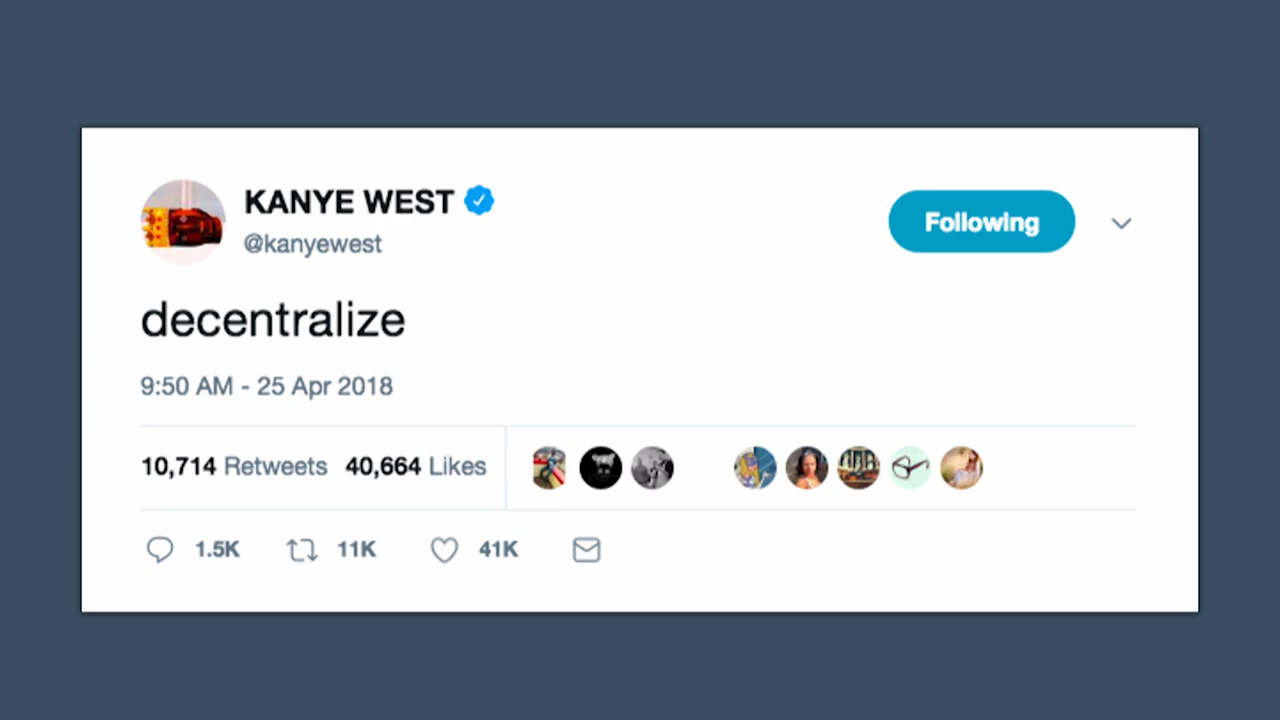 KANYE WEST
@kanyewest
Following
decentralize
9:50 AM - 25 Apr 2018
10,714 Retweets 40,664 Likes
1.5K 11K 41K